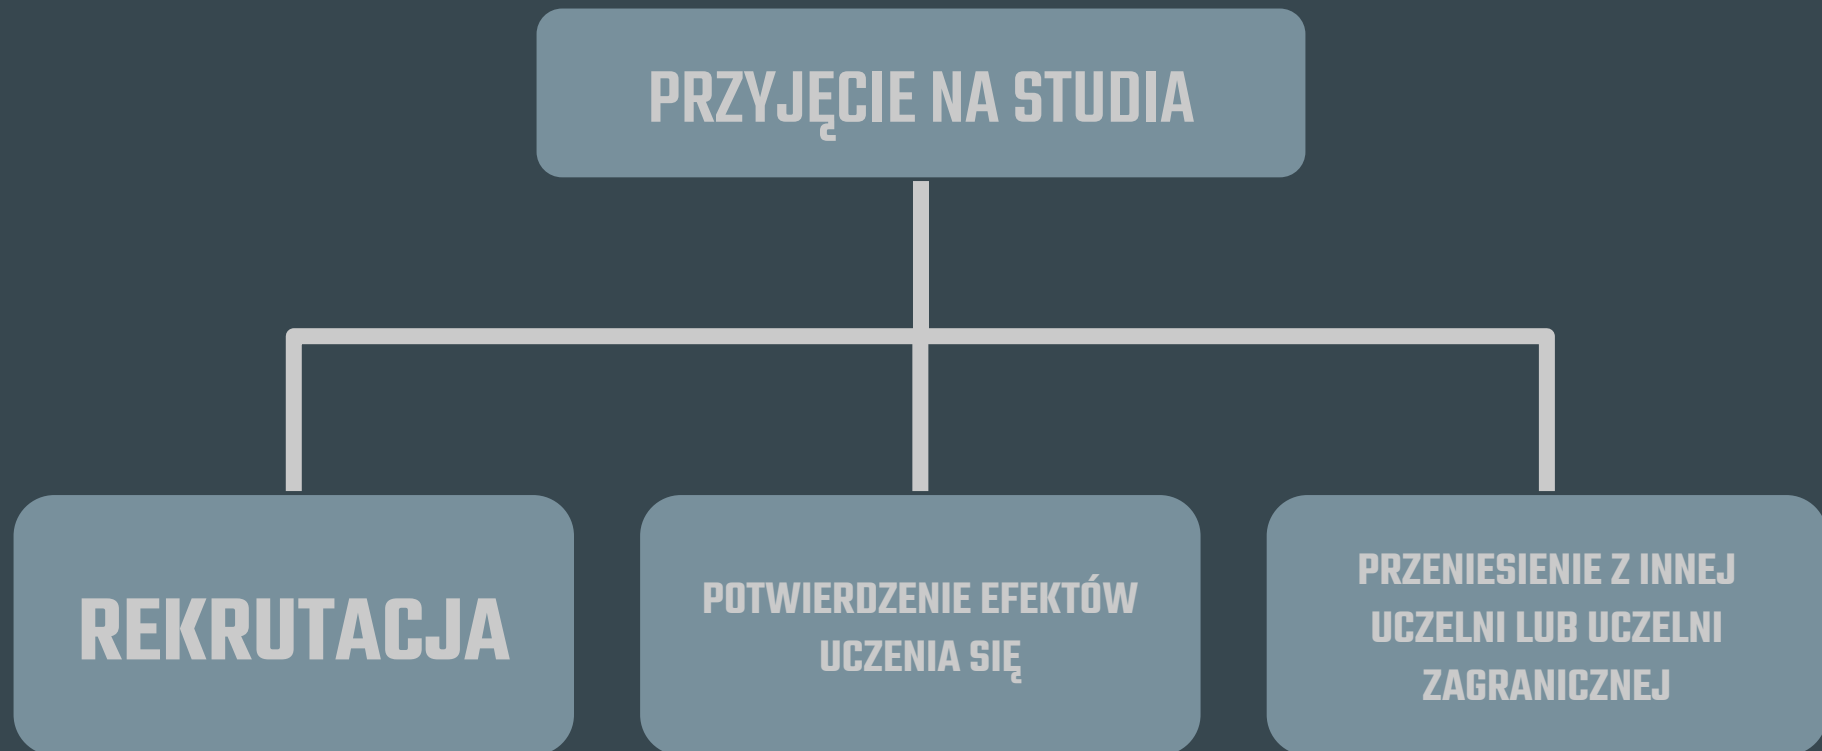 PRZYJĘCIE NA STUDIA
REKRUTACJA
POTWIERDZENIE EFEKTÓW
UCZENIA SIĘ
PRZENIESIENIE Z INNEJ
UCZELNI LUB UCZELNI
ZAGRANICZNEJ